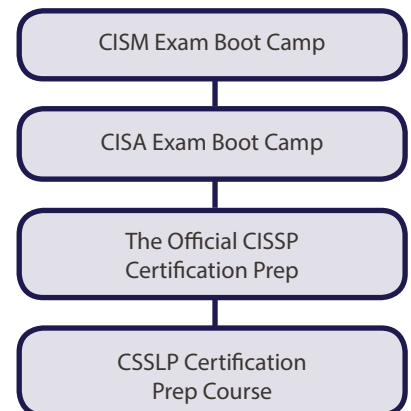 CISM Exam Boot Camp
CISA Exam Boot Camp
The Official CISSP
Certification Prep
CSSLP Certification
Prep Course